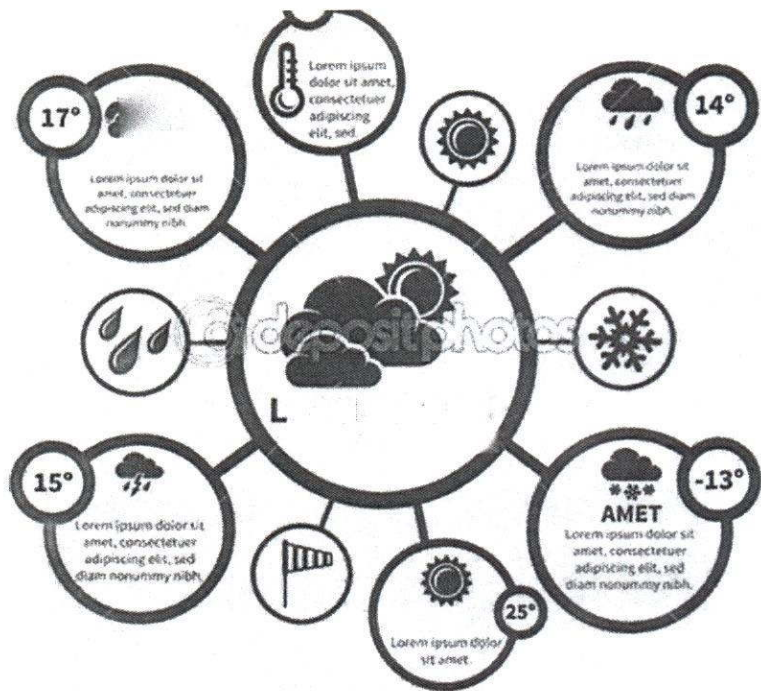 Lorem ipsum
dolor sit amet,
consectetuer
adipiscing
elit, sed.
17°
Lorem ipsum dolor sit
amet, consectetuer
adipiscing elit, sed diam
nonummy nibh.
14°
Lorem ipsum dolor sit
amet, consectetuer
adipiscing elit, sed diam
nonummy nibh.
depositphotos
L
15°
Lorem ipsum dolor sit
amet, consectetuer
adipiscing elit, sed
diam nonummy nibh.
-13°
AMET
Lorem ipsum dolor sit
amet, consectetuer
adipiscing elit, sed
diam nonummy nibh.
25°
Lorem ipsum dolor
sit amet